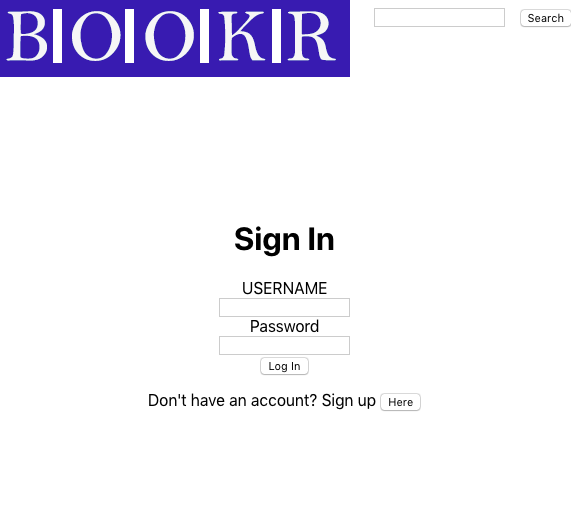 B|O|O|K|R
Search
Sign In
USERNAME
Password
Log In
Don't have an account? Sign up Here